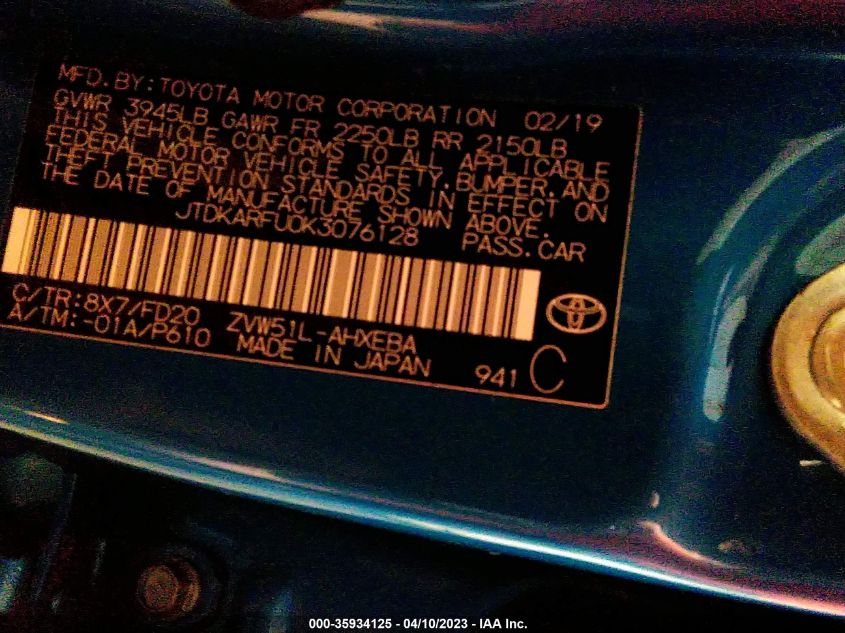 MFD.BY:TOYOTA MOTOR CORPORATION 02/19
GVWR 3945LB GAWR FR 2250LB RR 2150LB
THIS VEHICLE CONFORMS TO ALL APPLICABLE
FEDERAL MOTOR VEHICLE SAFETY,BUMPER,AND
THEFT PREVENTION STANDARDS IN EFFECT ON
THE DATE OF MANUFACTURE SHOWN ABOVE.
JTDKARFU0K3076128 PASS.CAR
C/TR:8X7/FD20 ZVW51L-AHXEBA
A/TM:-01A/P610 MADE IN JAPAN 941 C
000-35934125 - 04/10/2023 - IAA Inc.